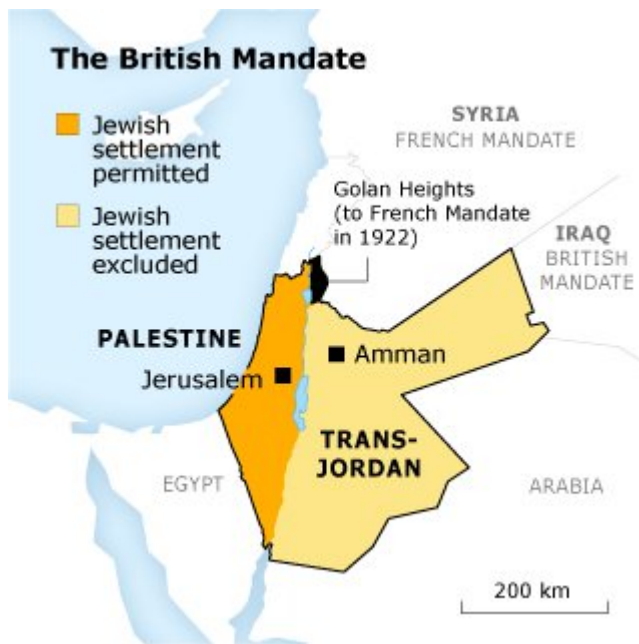 The British Mandate
Jewish
settlement
permitted
Jewish
settlement
excluded
SYRIA
FRENCH MANDATE
Golan Heights
(to French Mandate
in 1922)
IRAQ
BRITISH
MANDATE
PALESTINE
Amman
Jerusalem
TRANS-
JORDAN
EGYPT
ARABIA
200 km